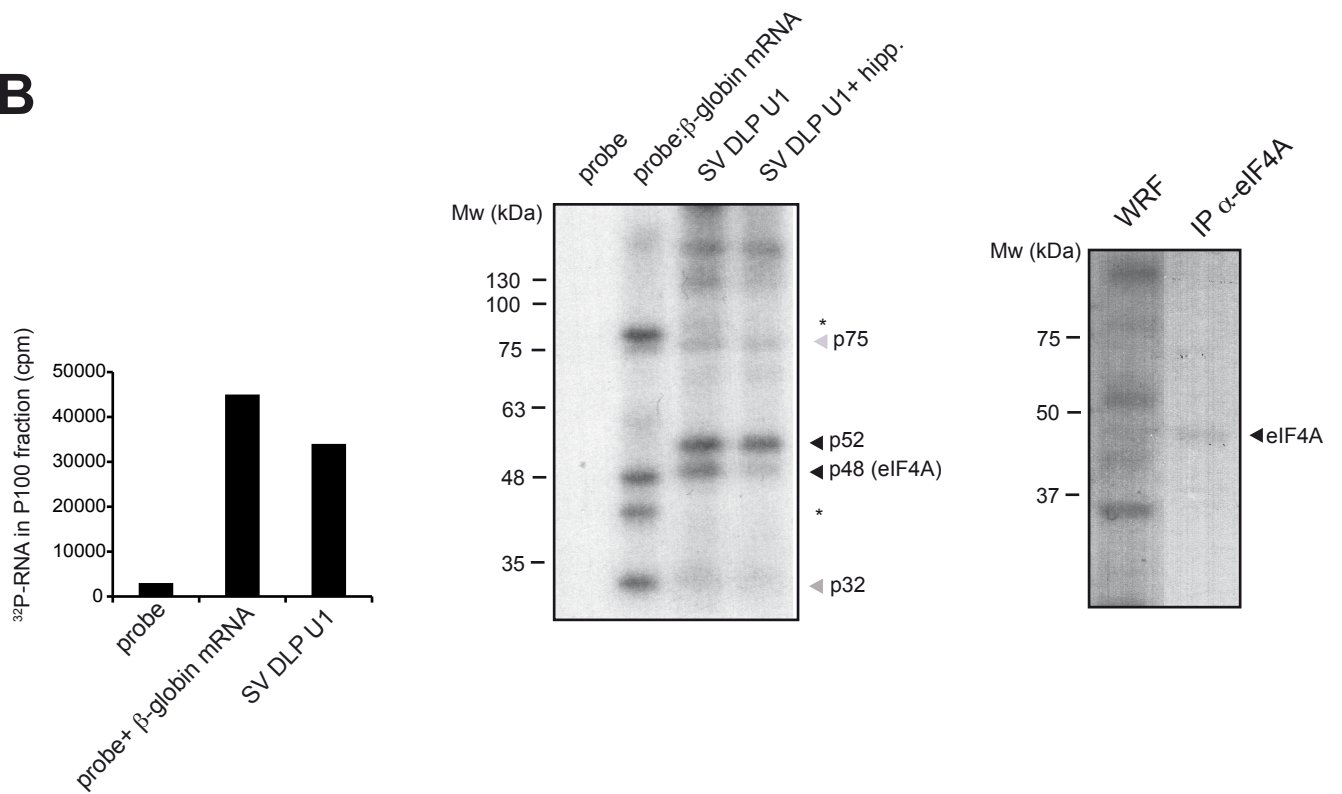 B
³²P-RNA in P100 fraction (cpm)
50000
40000
30000
20000
10000
0
probe
probe+ β-globin mRNA
SV DLP U1
probe
probe:β-globin mRNA
SV DLP U1
SV DLP U1+ hipp.
Mw (kDa)
130
100
75
63
48
35
*
p75
p52
p48 (eIF4A)
*
p32
WRF
IP α-eIF4A
Mw (kDa)
75
50
37
eIF4A